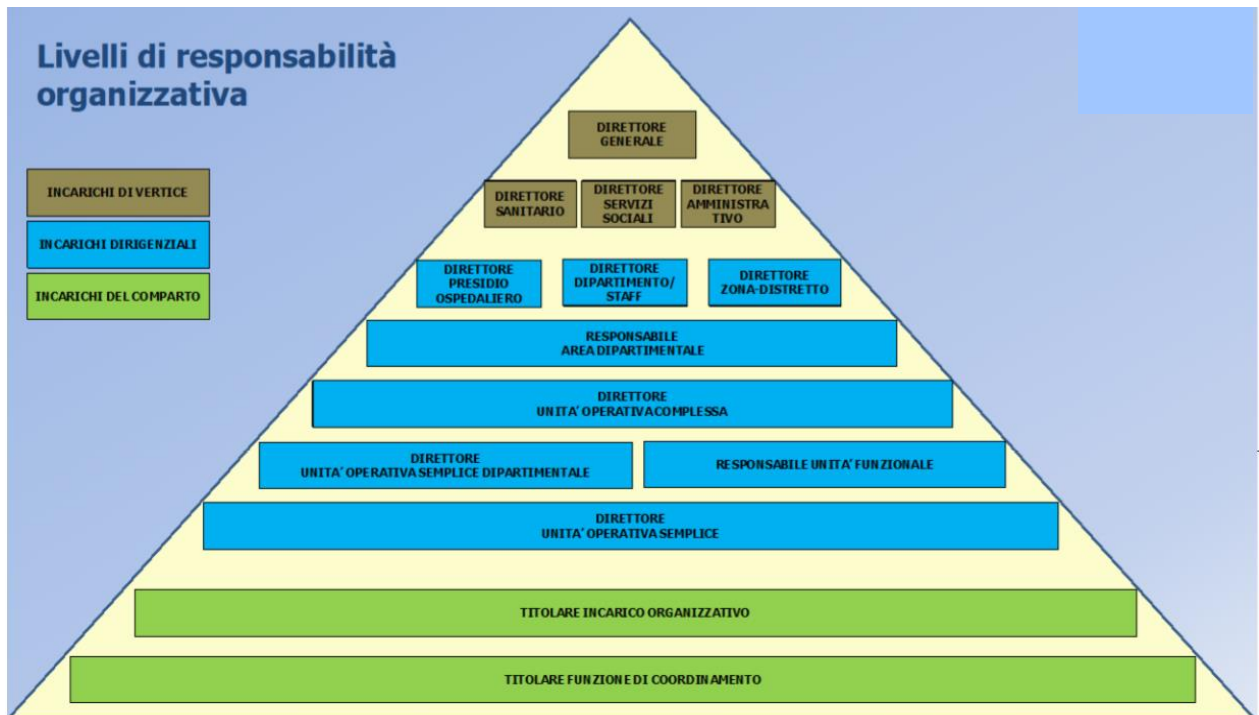 Livelli di responsabilità
organizzativa
INCARICHI DI VERTICE
INCARICHI DIRIGENZIALI
INCARICHI DEL COMPARTO
DIRETTORE
GENERALE
DIRETTORE
SANITARIO
DIRETTORE
SERVIZI
SOCIALI
DIRETTORE
AMMINISTRA
TIVO
DIRETTORE
PRESIDIO
OSPEDALIERO
DIRETTORE
DIPARTIMENTO/
STAFF
DIRETTORE
ZONA-DISTRETTO
RESPONSABILE
AREA DIPARTIMENTALE
DIRETTORE
UNITA' OPERATIVA COMPLESSA
DIRETTORE
UNITA' OPERATIVA SEMPLICE DIPARTIMENTALE
RESPONSABILE UNITA' FUNZIONALE
DIRETTORE
UNITA' OPERATIVA SEMPLICE
TITOLARE INCARICO ORGANIZZATIVO
TITOLARE FUNZIONE DI COORDINAMENTO